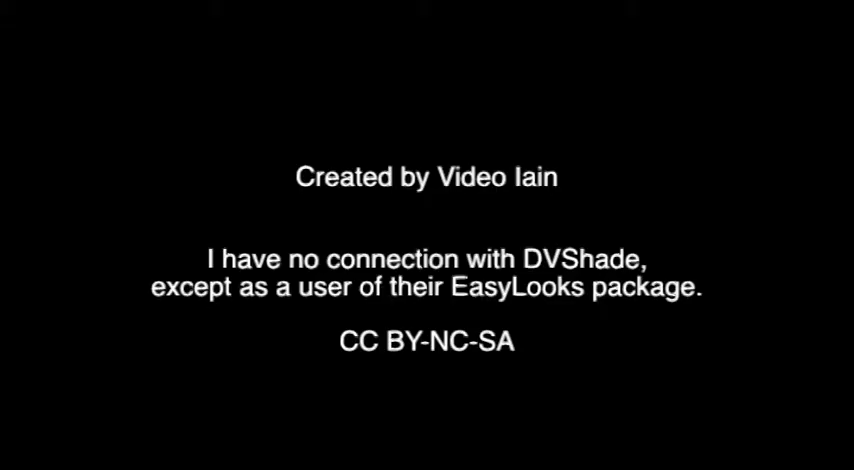 Created by Video Iain
I have no connection with DVShade,
except as a user of their EasyLooks package.
CC BY-NC-SA